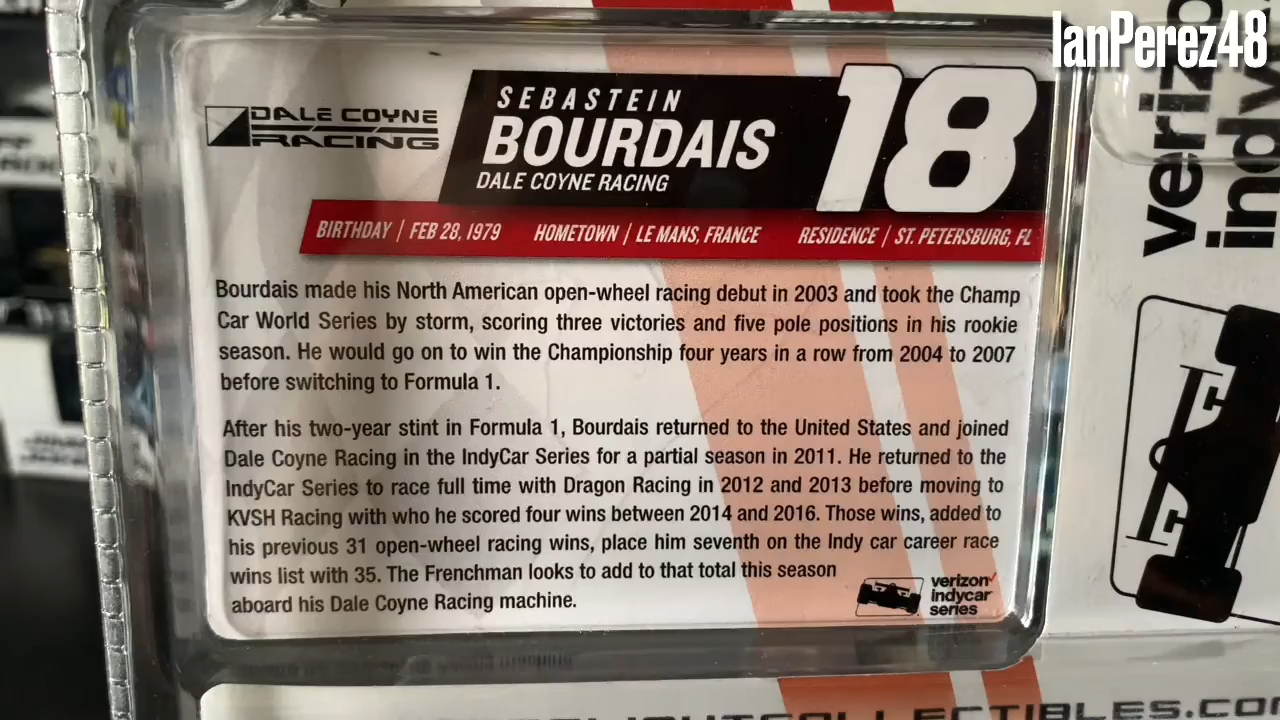 IanPerez48
DALE COYNE
RACING
SEBASTEIN
BOURDAIS
DALE COYNE RACING
18
BIRTHDAY / FEB 28, 1979 HOMETOWN / LE MANS, FRANCE RESIDENCE / ST. PETERSBURG, FL
Bourdais made his North American open-wheel racing debut in 2003 and took the Champ
Car World Series by storm, scoring three victories and five pole positions in his rookie
season. He would go on to win the Championship four years in a row from 2004 to 2007
before switching to Formula 1.
After his two-year stint in Formula 1, Bourdais returned to the United States and joined
Dale Coyne Racing in the IndyCar Series for a partial season in 2011. He returned to the
IndyCar Series to race full time with Dragon Racing in 2012 and 2013 before moving to
KVSH Racing with who he scored four wins between 2014 and 2016. Those wins, added to
his previous 31 open-wheel racing wins, place him seventh on the Indy car career race
wins list with 35. The Frenchman looks to add to that total this season
aboard his Dale Coyne Racing machine.
verizon
indycar
series
verizo
indy